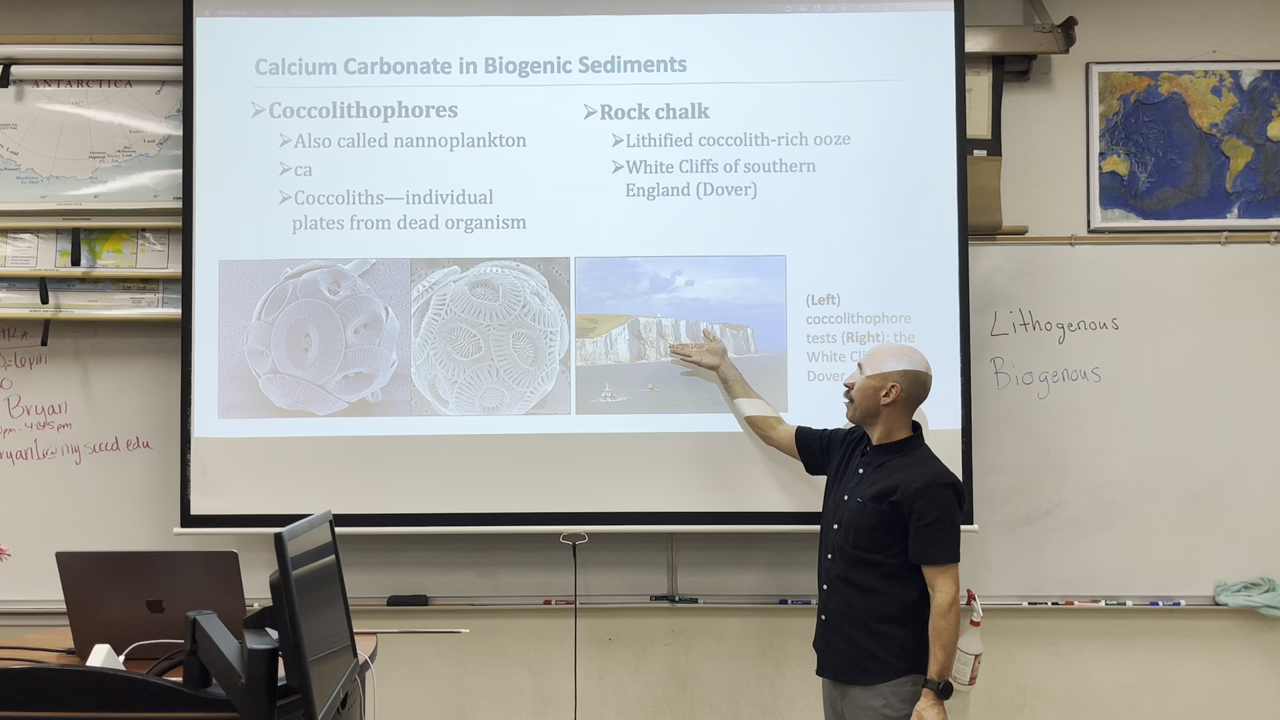 Calcium Carbonate in Biogenic Sediments
➢Coccolithophores
➢Also called nannoplankton
➢ca
➢Coccoliths—individual
plates from dead organism
➢Rock chalk
➢Lithified coccolith-rich ooze
➢White Cliffs of southern
England (Dover)
(Left)
coccolithophore
tests (Right): the
White
Dover
ANTARCTICA
Bryan
Lithogenous
Biogenous